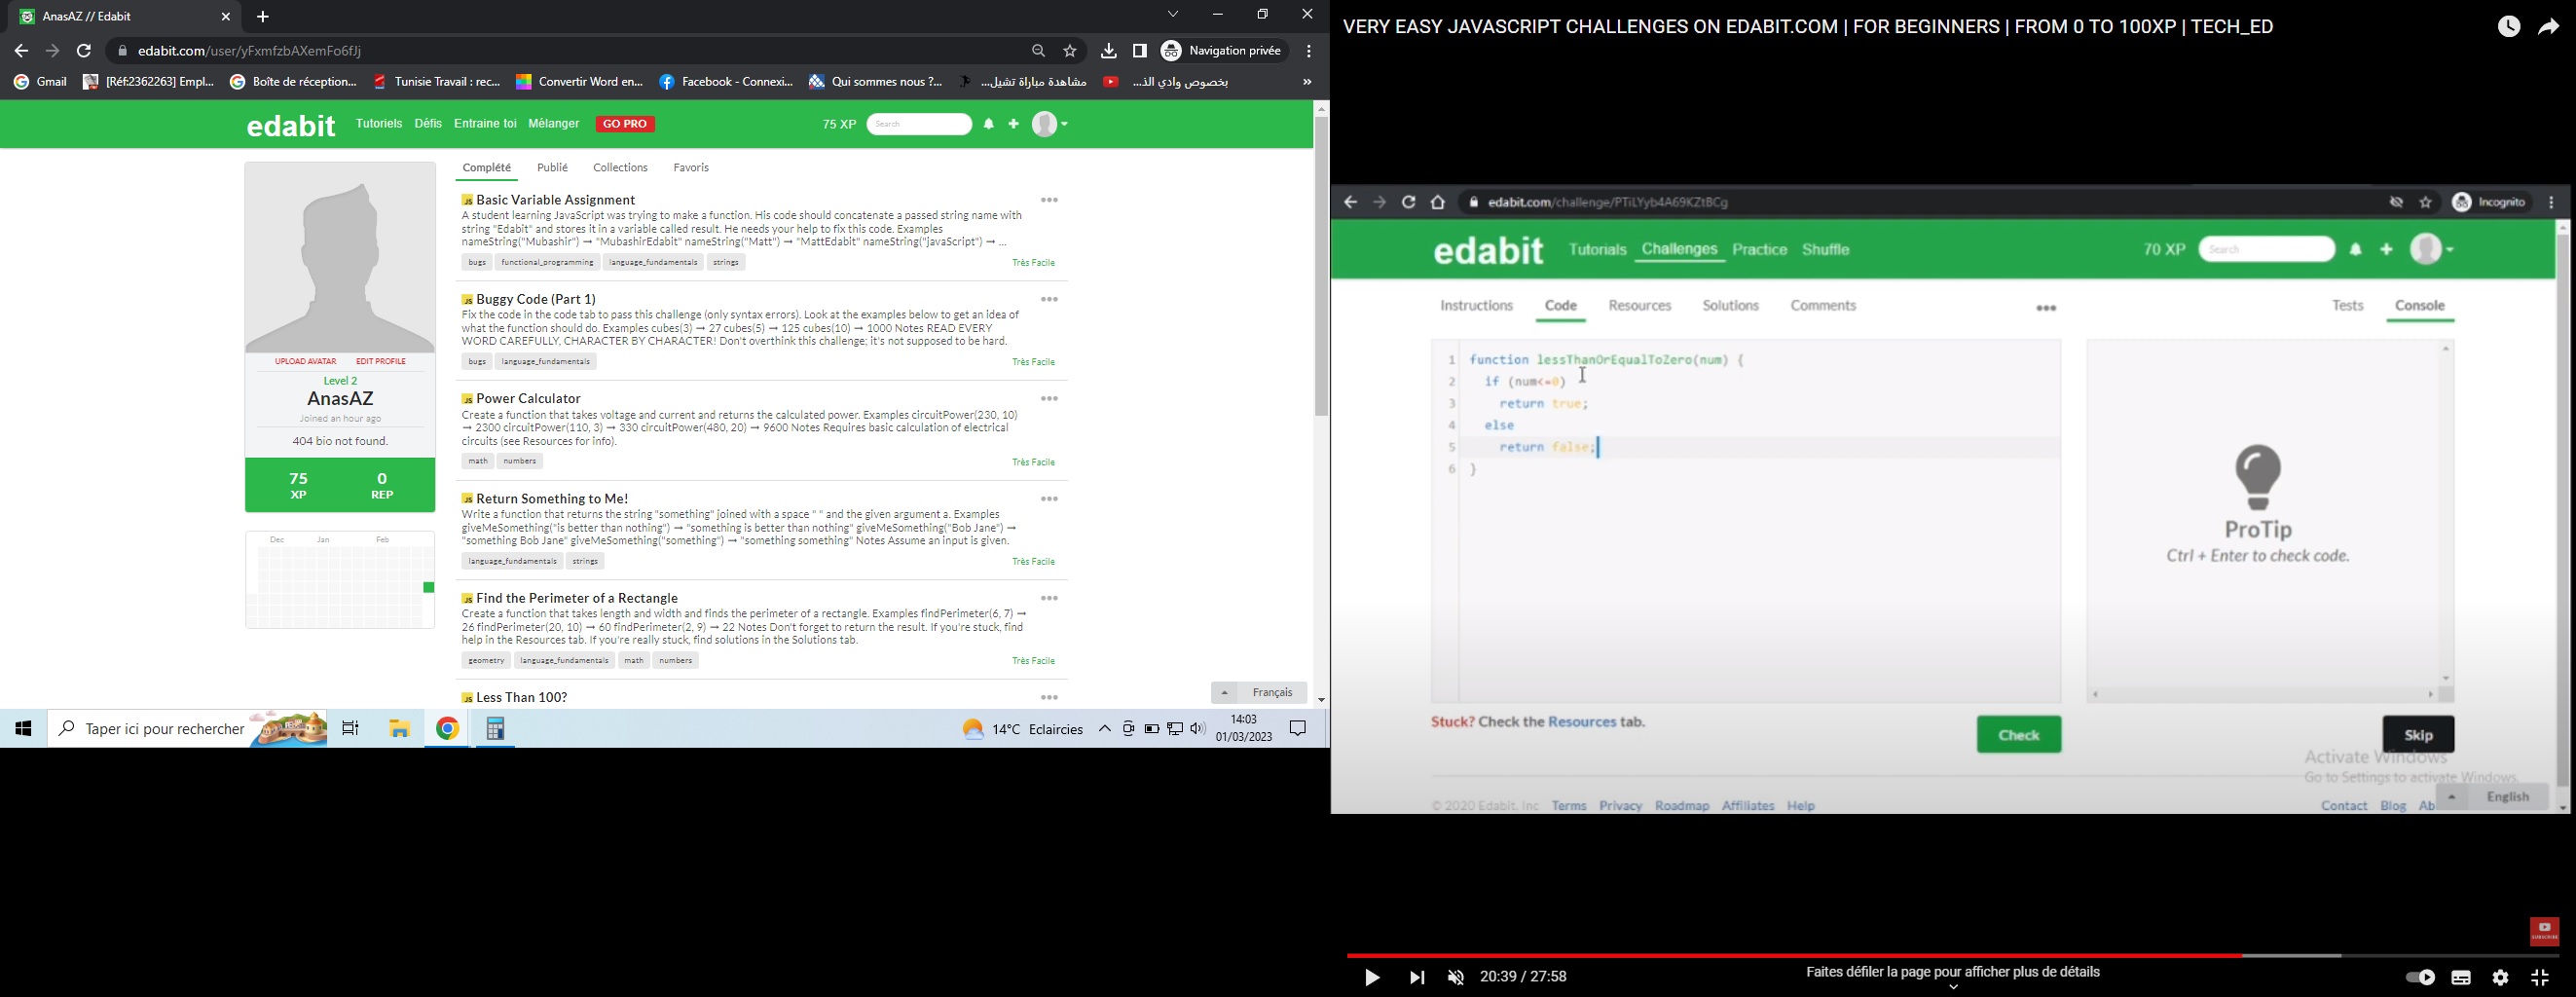 AnasAZ // Edabit
edabit.com/user/yFxmfzbAXemFo6fJj
Navigation privée
Gmail
[Réf:2362263] Empl...
Boîte de réception...
Tunisie Travail : rec...
Convertir Word en...
Facebook - Connexi...
Qui sommes nous ?...
مشاهدة مباراة تشيل...
بخصوص وادي الذ...
»
edabit
Tutoriels Défis Entraine toi Mélanger GO PRO
75 XP
Search
Complété Publié Collections Favoris
UPLOAD AVATAR EDIT PROFILE
Level 2
AnasAZ
Joined an hour ago
404 bio not found.
75 0
XP REP
Dec Jan Feb
JS Basic Variable Assignment
A student learning JavaScript was trying to make a function. His code should concatenate a passed string name with
string "Edabit" and stores it in a variable called result. He needs your help to fix this code. Examples
nameString("Mubashir") → "MubashirEdabit" nameString("Matt") → "MattEdabit" nameString("javaScript") → ...
bugs functional_programming language_fundamentals strings
Très Facile
JS Buggy Code (Part 1)
Fix the code in the code tab to pass this challenge (only syntax errors). Look at the examples below to get an idea of
what the function should do. Examples cubes(3) → 27 cubes(5) → 125 cubes(10) → 1000 Notes READ EVERY
WORD CAREFULLY, CHARACTER BY CHARACTER! Don't overthink this challenge; it's not supposed to be hard.
bugs language_fundamentals
Très Facile
JS Power Calculator
Create a function that takes voltage and current and returns the calculated power. Examples circuitPower(230, 10)
→ 2300 circuitPower(110, 3) → 330 circuitPower(480, 20) → 9600 Notes Requires basic calculation of electrical
circuits (see Resources for info).
math numbers
Très Facile
JS Return Something to Me!
Write a function that returns the string "something" joined with a space " " and the given argument a. Examples
giveMeSomething("is better than nothing") → "something is better than nothing" giveMeSomething("Bob Jane") →
"something Bob Jane" giveMeSomething("something") → "something something" Notes Assume an input is given.
language_fundamentals strings
Très Facile
JS Find the Perimeter of a Rectangle
Create a function that takes length and width and finds the perimeter of a rectangle. Examples findPerimeter(6, 7) →
26 findPerimeter(20, 10) → 60 findPerimeter(2, 9) → 22 Notes Don't forget to return the result. If you're stuck, find
help in the Resources tab. If you're really stuck, find solutions in the Solutions tab.
geometry language_fundamentals math numbers
Très Facile
JS Less Than 100?
Français
Taper ici pour rechercher
14°C Eclaircies
14:03
01/03/2023
VERY EASY JAVASCRIPT CHALLENGES ON EDABIT.COM | FOR BEGINNERS | FROM 0 TO 100XP | TECH_ED
edabit.com/challenge/PTiLYyb4A69KZtBCg
Incognito
edabit
Tutorials Challenges Practice Shuffle
70 XP
Search
Instructions Code Resources Solutions Comments
Tests Console
1 function lessThanOrEqualToZero(num) {
2 if (num<=0)
3 return true;
4 else
5 return false;
6 }
ProTip
Ctrl + Enter to check code.
Stuck? Check the Resources tab.
Check
Skip
Activate Windows
Go to Settings to activate Windows.
© 2020 Edabit, Inc Terms Privacy Roadmap Affiliates Help
Contact Blog Ab
English
SUBSCRIBE
20:39 / 27:58
Faites défiler la page pour afficher plus de détails